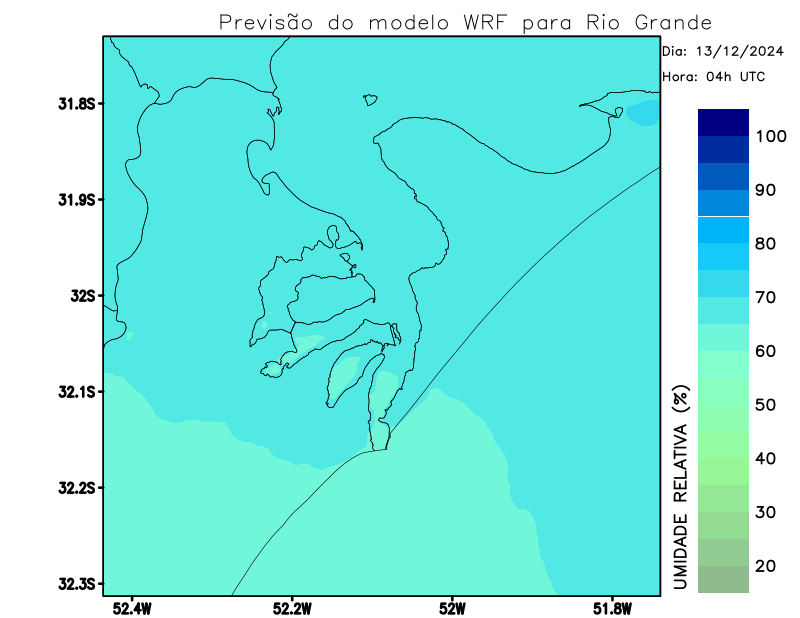 Previsão do modelo WRF para Rio Grande
Dia: 13/12/2024
Hora: 04h UTC
31.8S
31.9S
32S
32.1S
32.2S
32.3S
52.4W
52.2W
52W
51.8W
100
90
80
70
60
50
40
30
20
UMIDADE RELATIVA (%)